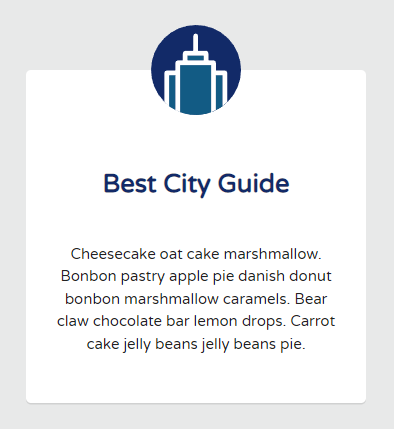 Best City Guide
Cheesecake oat cake marshmallow.
Bonbon pastry apple pie danish donut
bonbon marshmallow caramels. Bear
claw chocolate bar lemon drops. Carrot
cake jelly beans jelly beans pie.